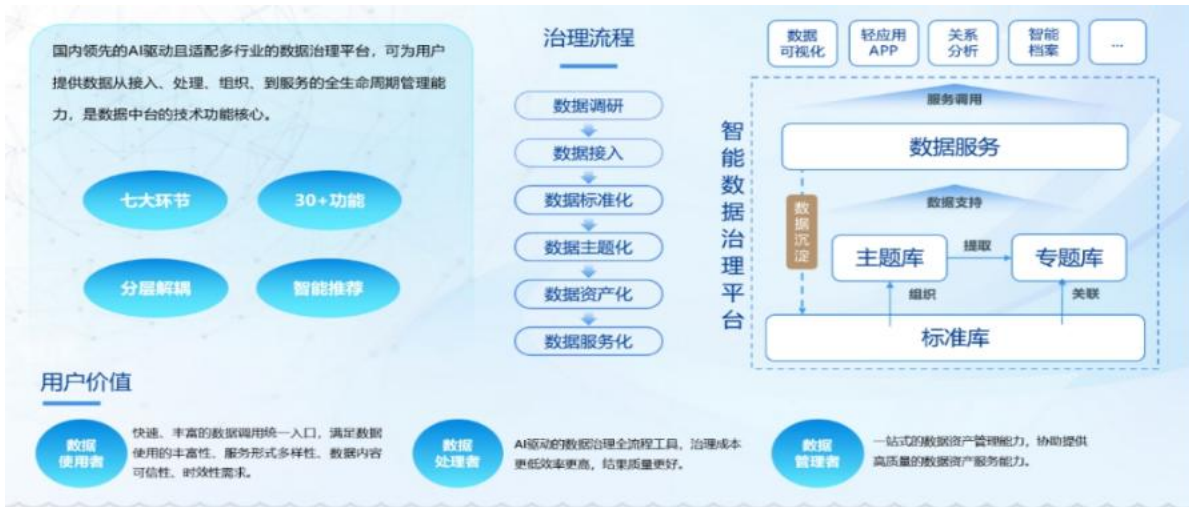 国内领先的AI驱动且适配多行业的数据治理平台，可为用户
提供数据从接入、处理、组织、到服务的全生命周期管理能
力，是数据中台的技术功能核心。
七大环节
30+功能
分层解耦
智能推荐
治理流程
数据调研
数据接入
数据标准化
数据主题化
数据资产化
数据服务化
智能数据治理平台
数据
可视化
轻应用
APP
关系
分析
智能
档案
...
服务调用
数据服务
数据沉淀
数据支持
主题库
提取
专题库
组织
关联
标准库
用户价值
数据
使用者
快速、丰富的数据调用统一入口，满足数据
使用的丰富性、服务形式多样性、数据内容
可信性、时效性需求。
数据
处理者
AI驱动的数据治理全流程工具，治理成本
更低效率更高，结果质量更好。
数据
管理者
一站式的数据资产管理能力，协助提供
高质量的数据资产服务能力。